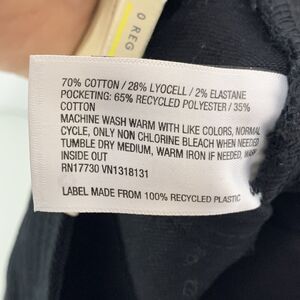 0 REG
70% COTTON / 28% LYOCELL / 2% ELASTANE
POCKETING: 65% RECYCLED POLYESTER / 35%
COTTON
MACHINE WASH WARM WITH LIKE COLORS, NORMAL
CYCLE, ONLY NON CHLORINE BLEACH WHEN NEEDED
TUMBLE DRY MEDIUM, WARM IRON IF NEEDED, WASH
INSIDE OUT
RN17730 VN1318131
LABEL MADE FROM 100% RECYCLED PLASTIC